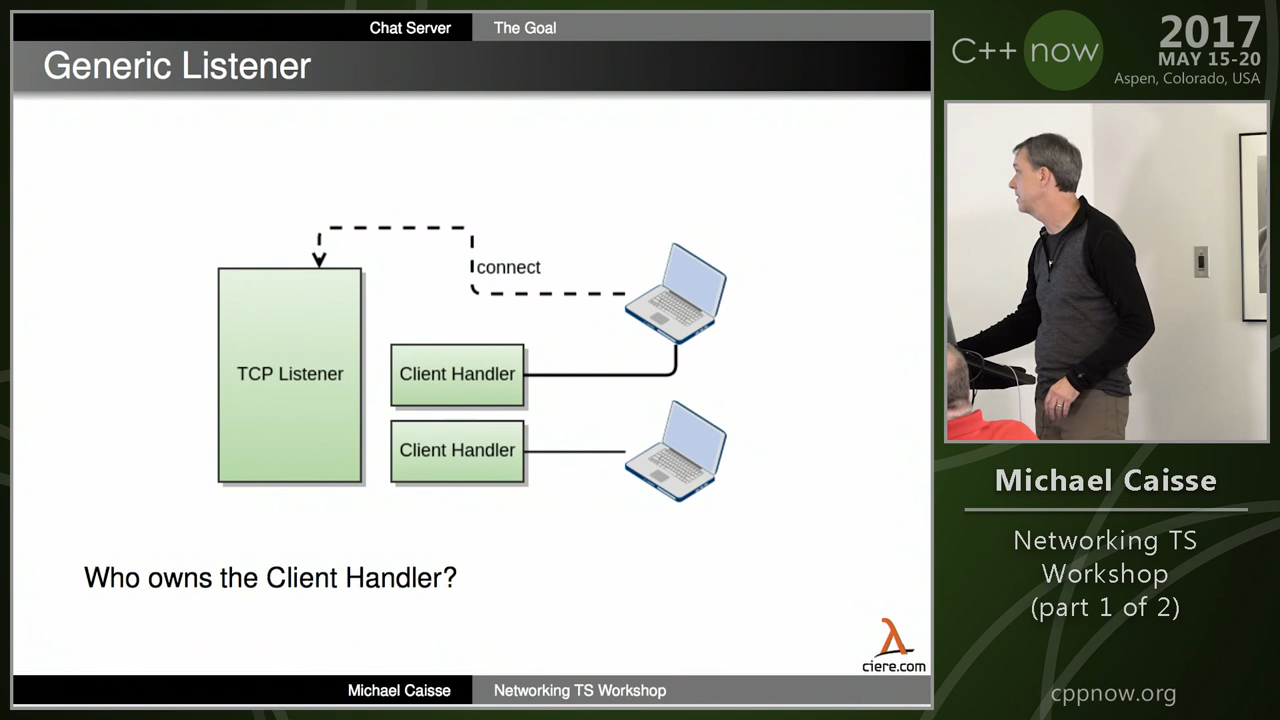 Chat Server
The Goal
Generic Listener
connect
TCP Listener
Client Handler
Client Handler
Who owns the Client Handler?
λ
ciere.com
Michael Caisse
Networking TS Workshop
C++ now
2017
MAY 15-20
Aspen, Colorado, USA
Michael Caisse
Networking TS
Workshop
(part 1 of 2)
cppnow.org